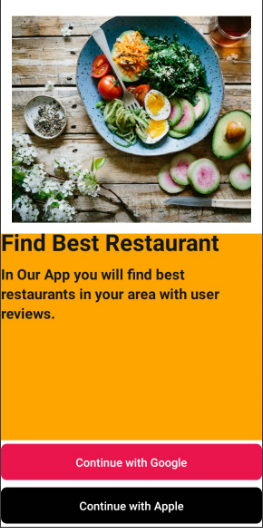 Find Best Restaurant
In Our App you will find best
restaurants in your area with user
reviews.
Continue with Google
Continue with Apple